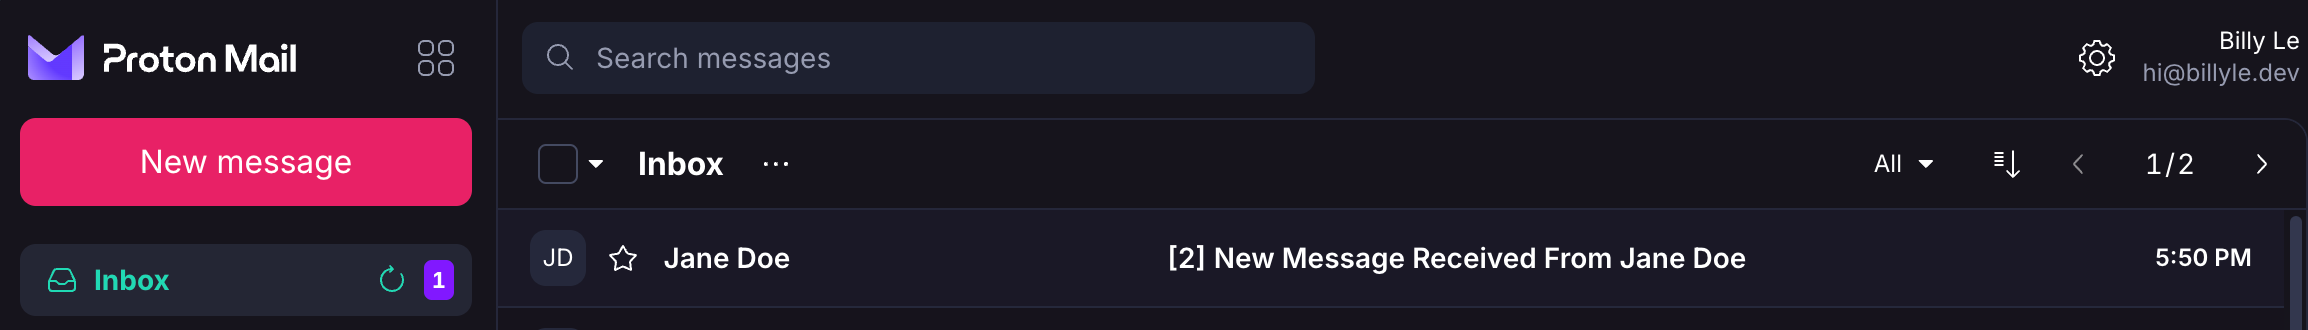 Proton Mail
New message
Inbox 1
Search messages
Billy Le
hi@billyle.dev
Inbox ...
All
1/2
JD Jane Doe [2] New Message Received From Jane Doe 5:50 PM